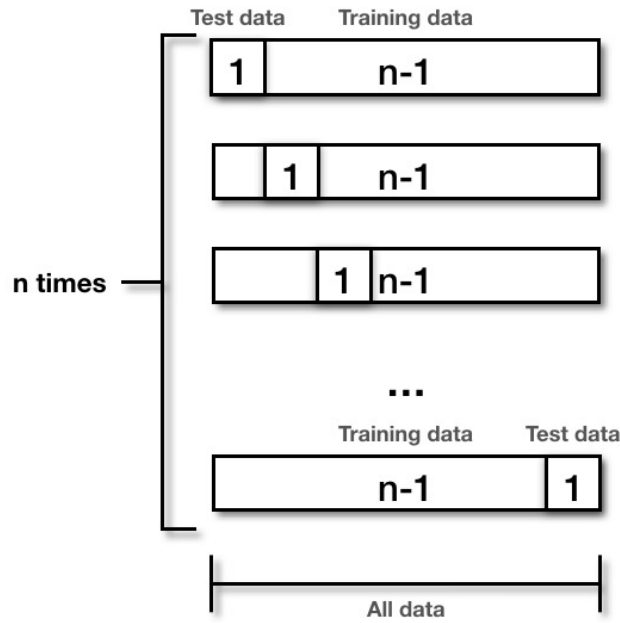 Test data Training data
1 n-1
1 n-1
n times 1 n-1
...
Training data Test data
n-1 1
All data